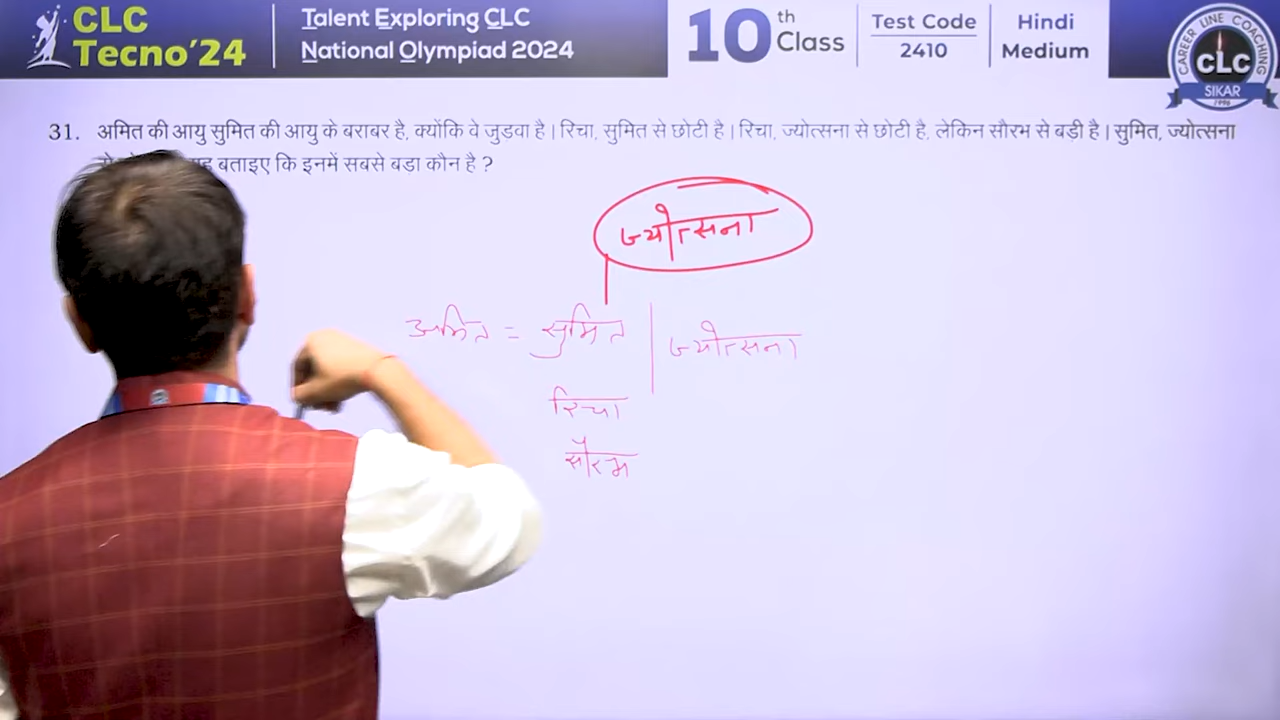 CLC
Tecno'24
Talent Exploring CLC
National Olympiad 2024
10th Class
Test Code
2410
Hindi
Medium
CAREER LINE COACHING
CLC
SIKAR
1996
31. अमित की आयु सुमित की आयु के बराबर है, क्योंकि वे जुड़वा है। रिचा, सुमित से छोटी है। रिचा, ज्योत्सना से छोटी है, लेकिन सौरभ से बड़ी है। सुमित, ज्योत्सना
बताइए कि इनमें सबसे बडा कौन है ?
ज्योत्सना
अमित = सुमित | ज्योत्सना
रिचा
सौरभ